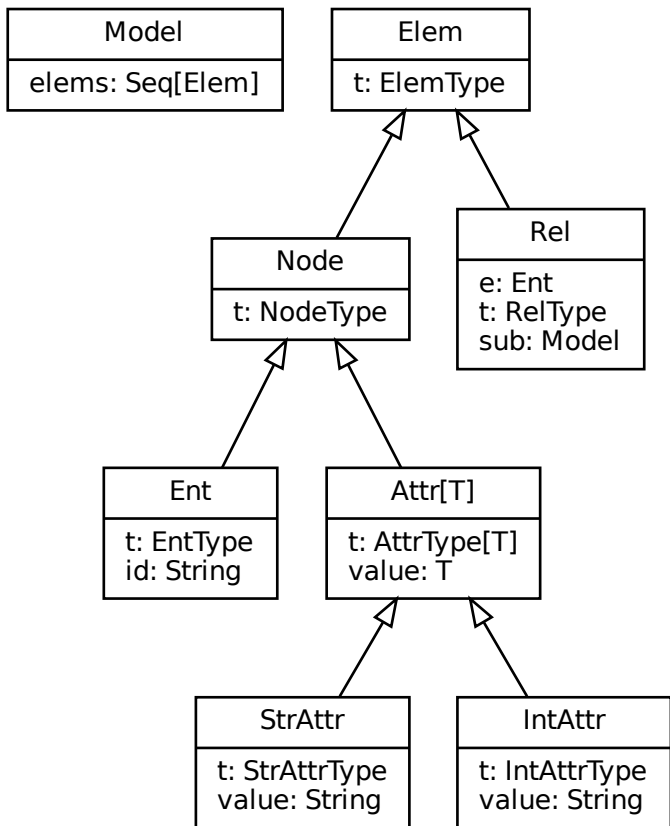 Model
elems: Seq[Elem]
Elem
t: ElemType
Node
t: NodeType
Rel
e: Ent
t: RelType
sub: Model
Ent
t: EntType
id: String
Attr[T]
t: AttrType[T]
value: T
StrAttr
t: StrAttrType
value: String
IntAttr
t: IntAttrType
value: String